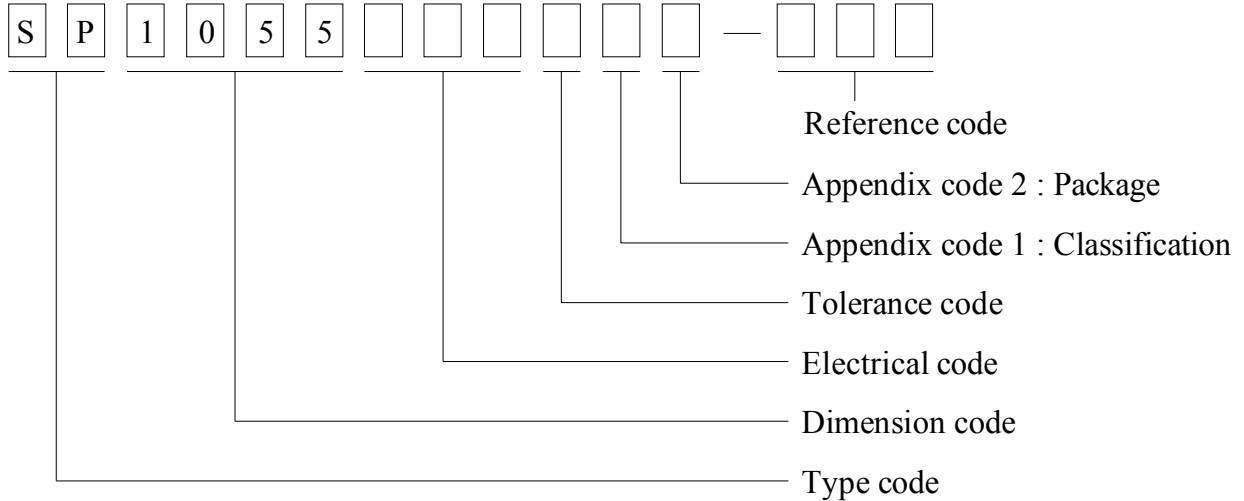 S P 1 0 5 5 —
Reference code
Appendix code 2 : Package
Appendix code 1 : Classification
Tolerance code
Electrical code
Dimension code
Type code